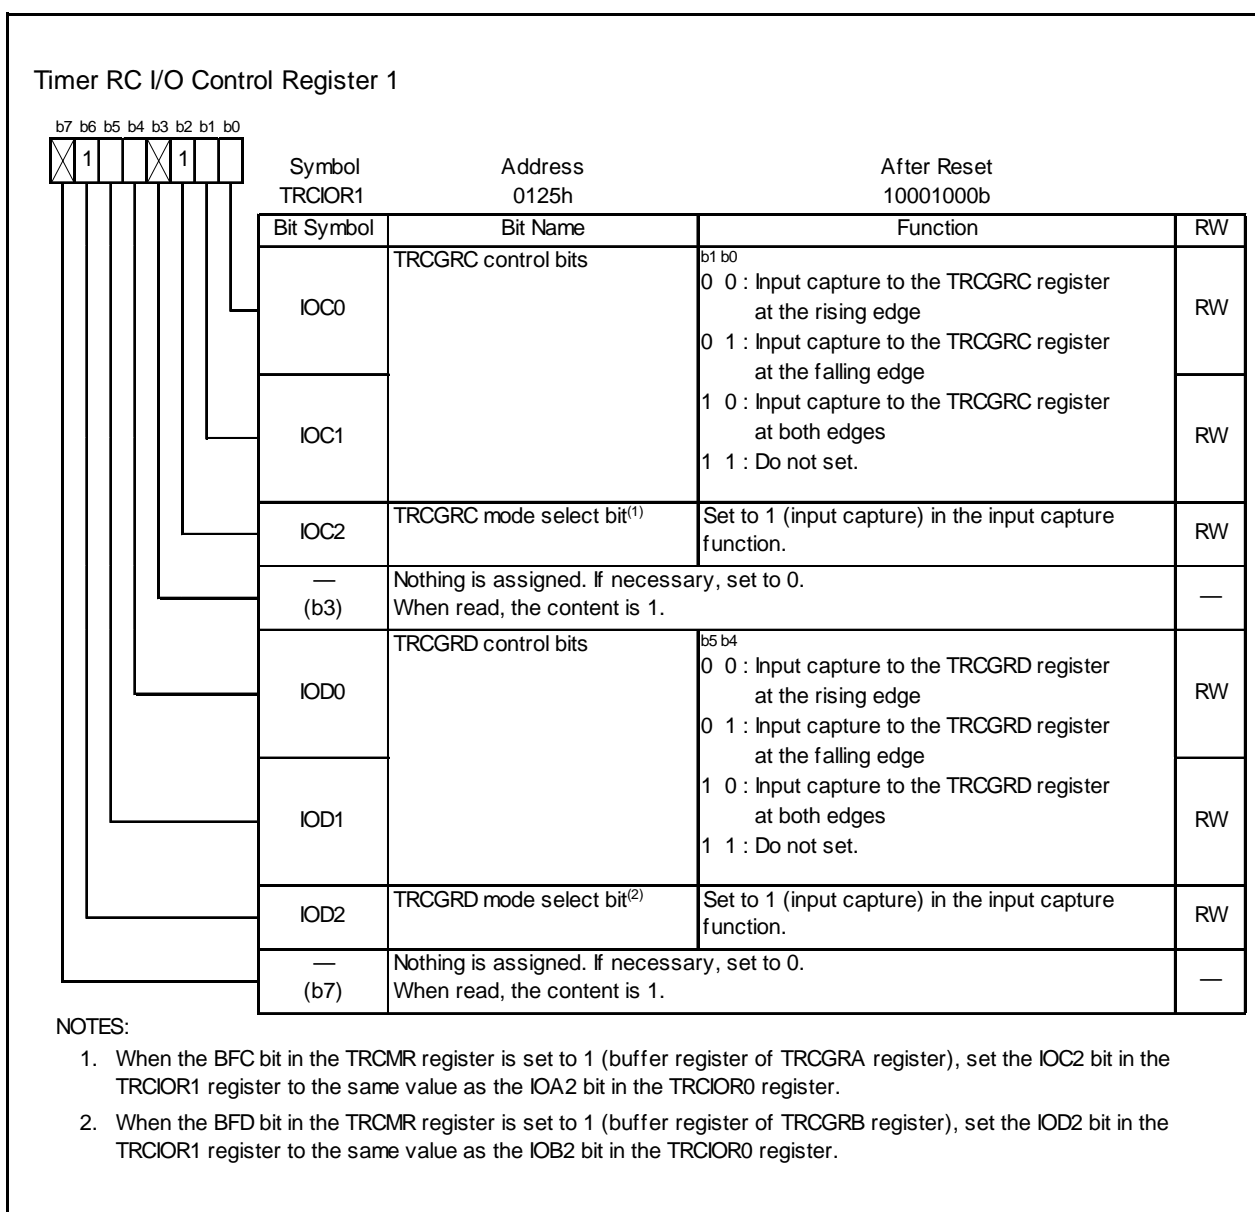 Timer RC I/O Control Register 1
b7 b6 b5 b4 b3 b2 b1 b0
1 1
Symbol Address After Reset
TRCIOR1 0125h 10001000b
Bit Symbol Bit Name Function RW
IOC0 TRCGRC control bits b1 b0
0 0 : Input capture to the TRCGRC register
at the rising edge RW
0 1 : Input capture to the TRCGRC register
at the falling edge
IOC1 1 0 : Input capture to the TRCGRC register
at both edges RW
1 1 : Do not set.
IOC2 TRCGRC mode select bit(1) Set to 1 (input capture) in the input capture
function. RW
— Nothing is assigned. If necessary, set to 0.
(b3) When read, the content is 1. —
IOD0 TRCGRD control bits b5 b4
0 0 : Input capture to the TRCGRD register
at the rising edge RW
0 1 : Input capture to the TRCGRD register
at the falling edge
IOD1 1 0 : Input capture to the TRCGRD register
at both edges RW
1 1 : Do not set.
IOD2 TRCGRD mode select bit(2) Set to 1 (input capture) in the input capture
function. RW
— Nothing is assigned. If necessary, set to 0.
(b7) When read, the content is 1. —
NOTES:
1. When the BFC bit in the TRCMR register is set to 1 (buffer register of TRCGRA register), set the IOC2 bit in the
TRCIOR1 register to the same value as the IOA2 bit in the TRCIOR0 register.
2. When the BFD bit in the TRCMR register is set to 1 (buffer register of TRCGRB register), set the IOD2 bit in the
TRCIOR1 register to the same value as the IOB2 bit in the TRCIOR0 register.